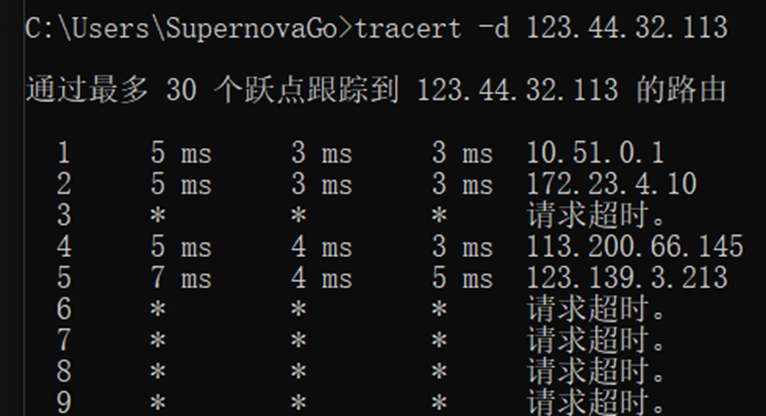 C:\Users\SupernovaGo>tracert -d 123.44.32.113
通过最多 30 个跃点跟踪到 123.44.32.113 的路由
1 5 ms 3 ms 3 ms 10.51.0.1
2 5 ms 3 ms 3 ms 172.23.4.10
3 * * * 请求超时。
4 5 ms 4 ms 3 ms 113.200.66.145
5 7 ms 4 ms 5 ms 123.139.3.213
6 * * * 请求超时。
7 * * * 请求超时。
8 * * * 请求超时。
9 * * * 请求超时。